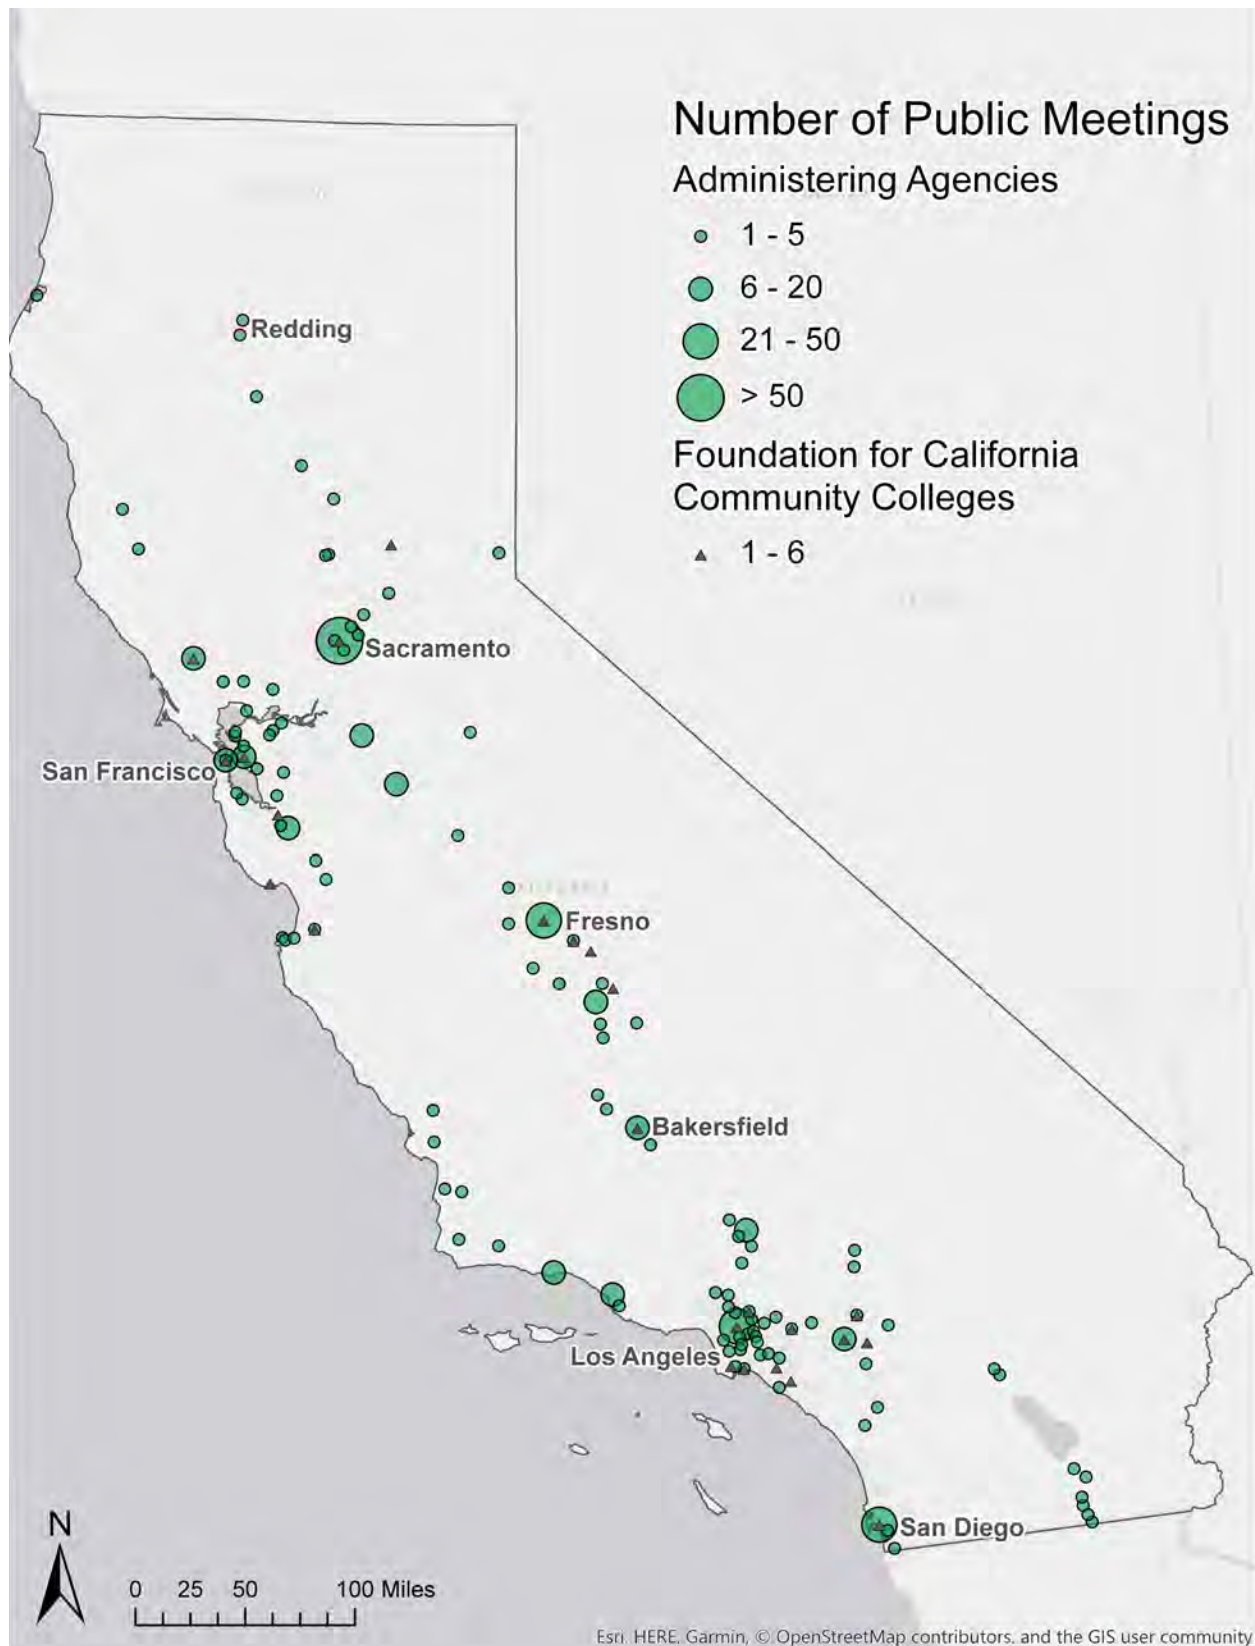 Number of Public Meetings
Administering Agencies
1 - 5
6 - 20
21 - 50
> 50
Foundation for California
Community Colleges
1 - 6
Redding
Sacramento
San Francisco
Fresno
Bakersfield
Los Angeles
San Diego
N
0 25 50 100 Miles
Esri, HERE, Garmin, © OpenStreetMap contributors, and the GIS user community